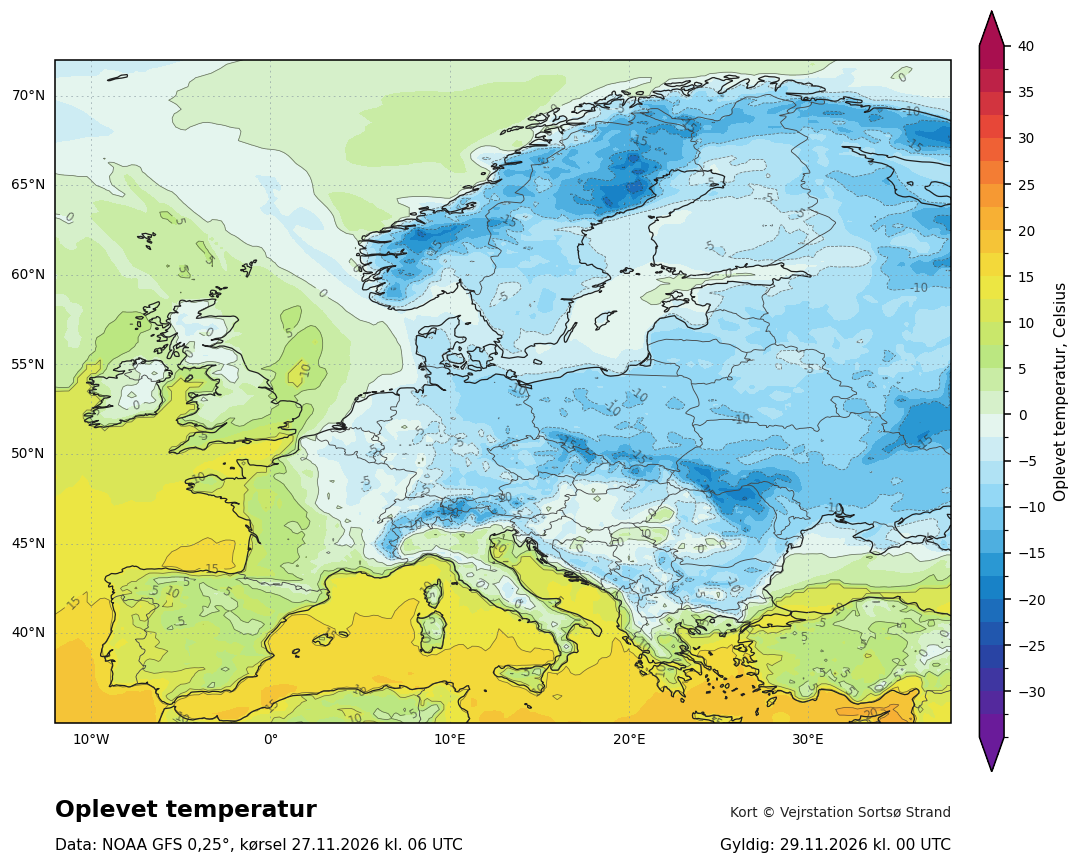 70°N
65°N
60°N
55°N
50°N
45°N
40°N
10°W
0°
10°E
20°E
30°E
40
35
30
25
20
15
10
5
0
−5
−10
−15
−20
−25
−30
Oplevet temperatur, Celsius
Oplevet temperatur
Kort © Vejrstation Sortsø Strand
Data: NOAA GFS 0,25°, kørsel 27.11.2026 kl. 06 UTC
Gyldig: 29.11.2026 kl. 00 UTC